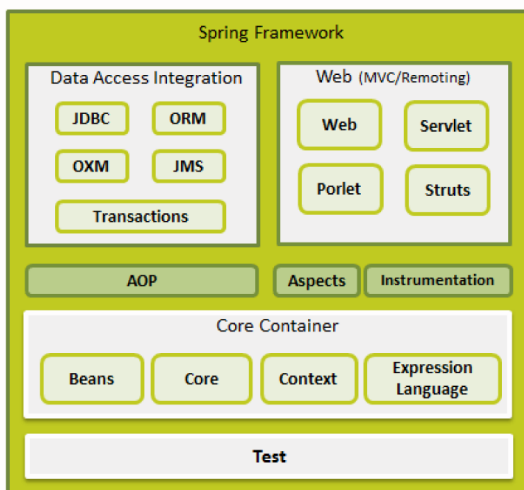 Spring Framework
Data Access Integration
JDBC
ORM
OXM
JMS
Transactions
Web (MVC/Remoting)
Web
Servlet
Porlet
Struts
AOP
Aspects
Instrumentation
Core Container
Beans
Core
Context
Expression
Language
Test